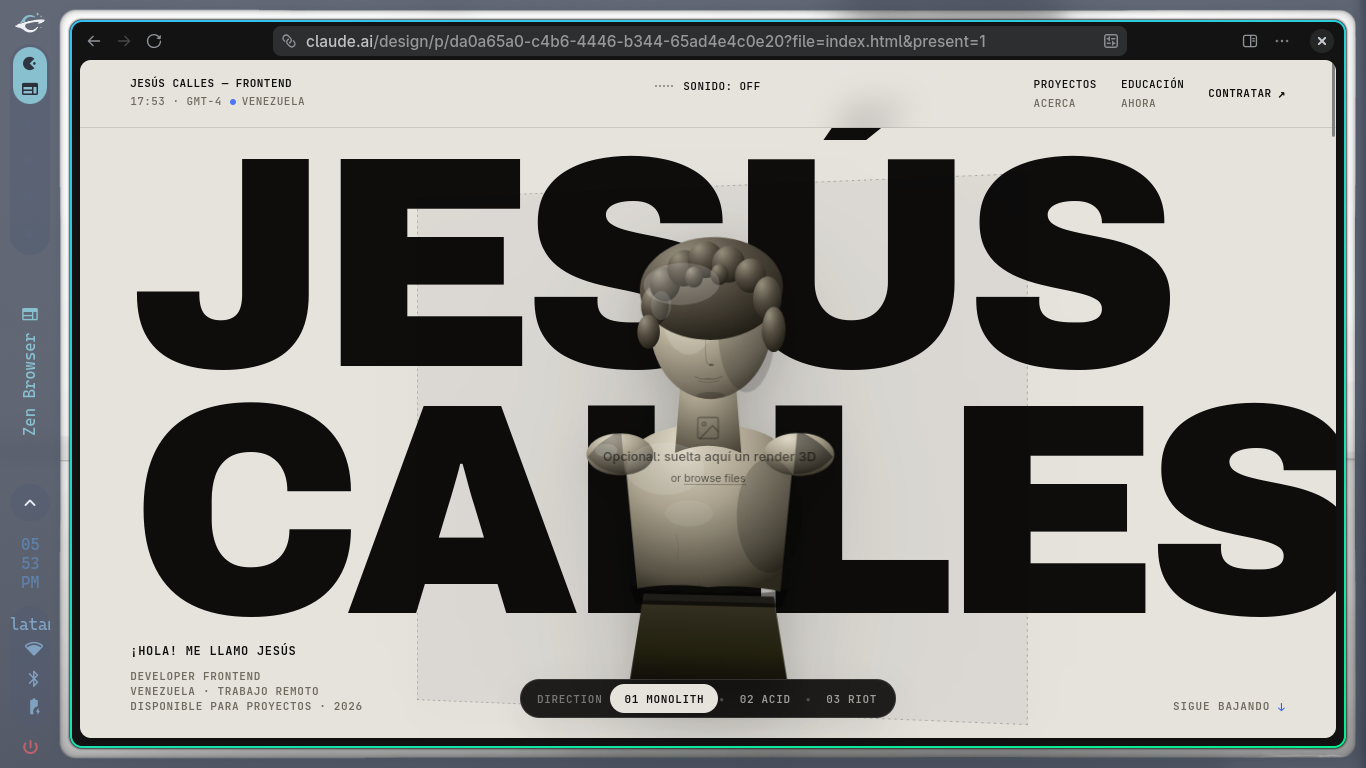 claude.ai/design/p/da0a65a0-c4b6-4446-b344-65ad4e4c0e20?file=index.html&present=1
JESÚS CALLES — FRONTEND
17:53 · GMT-4 VENEZUELA
SONIDO: OFF
PROYECTOS
ACERCA
EDUCACIÓN
AHORA
CONTRATAR ↗
JESÚS
CALLES
Opcional: suelta aquí un render 3D
or browse files
¡HOLA! ME LLAMO JESÚS
DEVELOPER FRONTEND
VENEZUELA · TRABAJO REMOTO
DISPONIBLE PARA PROYECTOS · 2026
DIRECTION 01 MONOLITH 02 ACID 03 RIOT
SIGUE BAJANDO ↓
Zen Browser
05
53
PM
latam